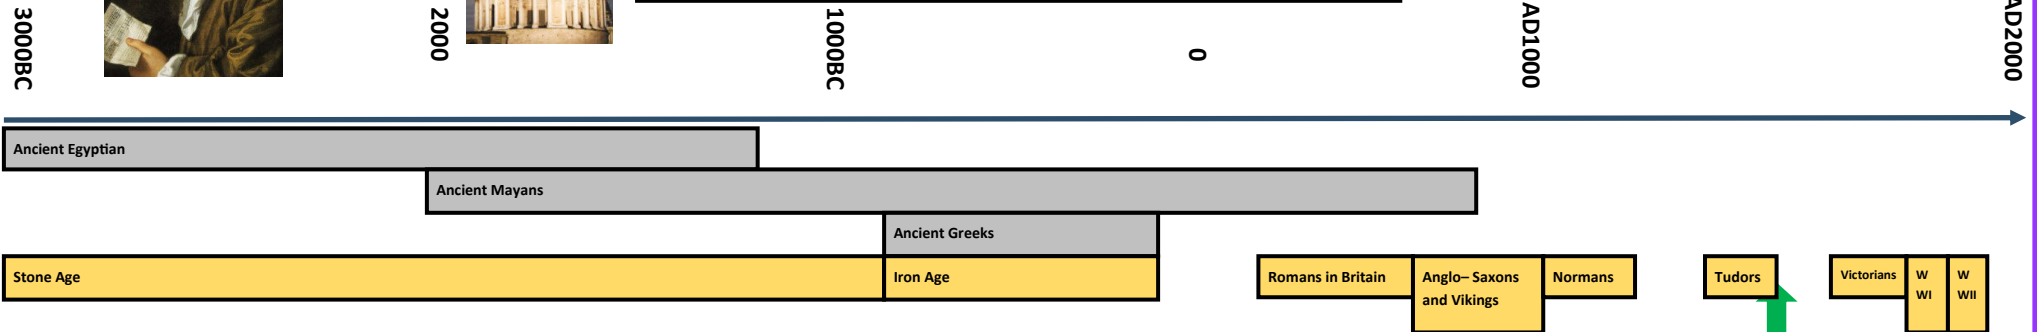 3000BC
2000
1000BC
0
AD1000
AD2000
Ancient Egyptian
Ancient Mayans
Ancient Greeks
Stone Age
Iron Age
Romans in Britain
Anglo– Saxons
and Vikings
Normans
Tudors
Victorians
W
WI
W
WII